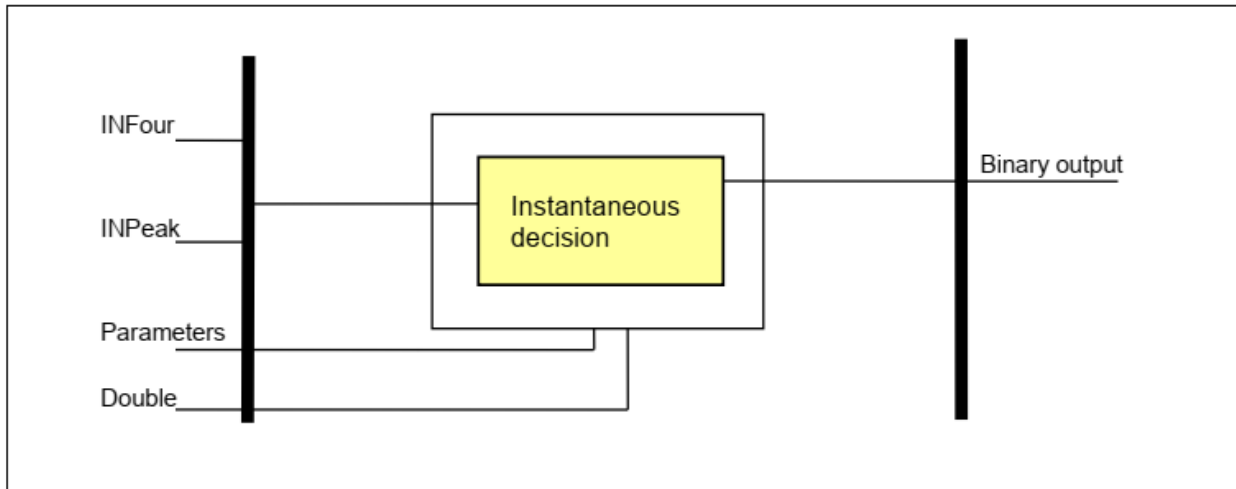 INFour
INPeak
Parameters
Double
Instantaneous
decision
Binary output